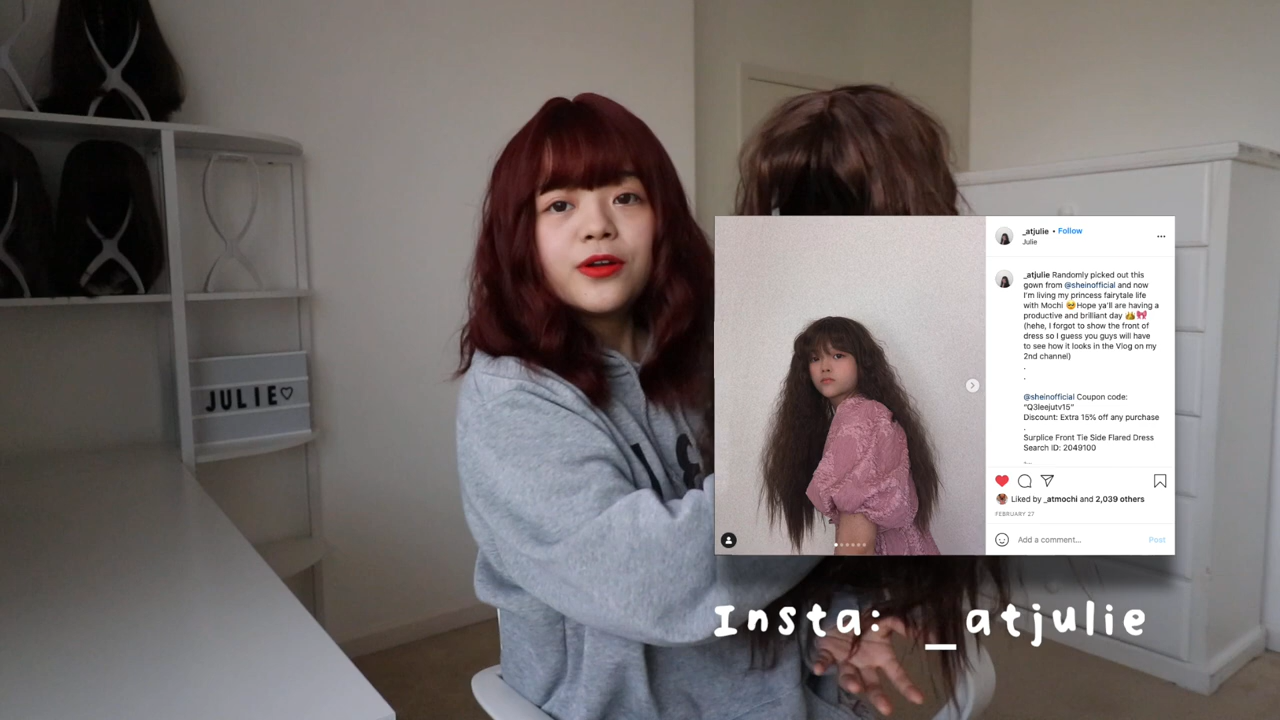 JULIE♡
_atjulie • Follow
Julie
_atjulie Randomly picked out this
gown from @sheinofficial and now
I'm living my princess fairytale life
with Mochi 🥺Hope ya'll are having a
productive and brilliant day 👑🎀
(hehe, I forgot to show the front of
dress so I guess you guys will have
to see how it looks in the Vlog on my
2nd channel)
.
.
@sheinofficial Coupon code:
"Q3leejutv15"
Discount: Extra 15% off any purchase
.
Surplice Front Tie Side Flared Dress
Search ID: 2049100
Liked by _atmochi and 2,039 others
FEBRUARY 27
Add a comment...
Post
Insta: _atjulie